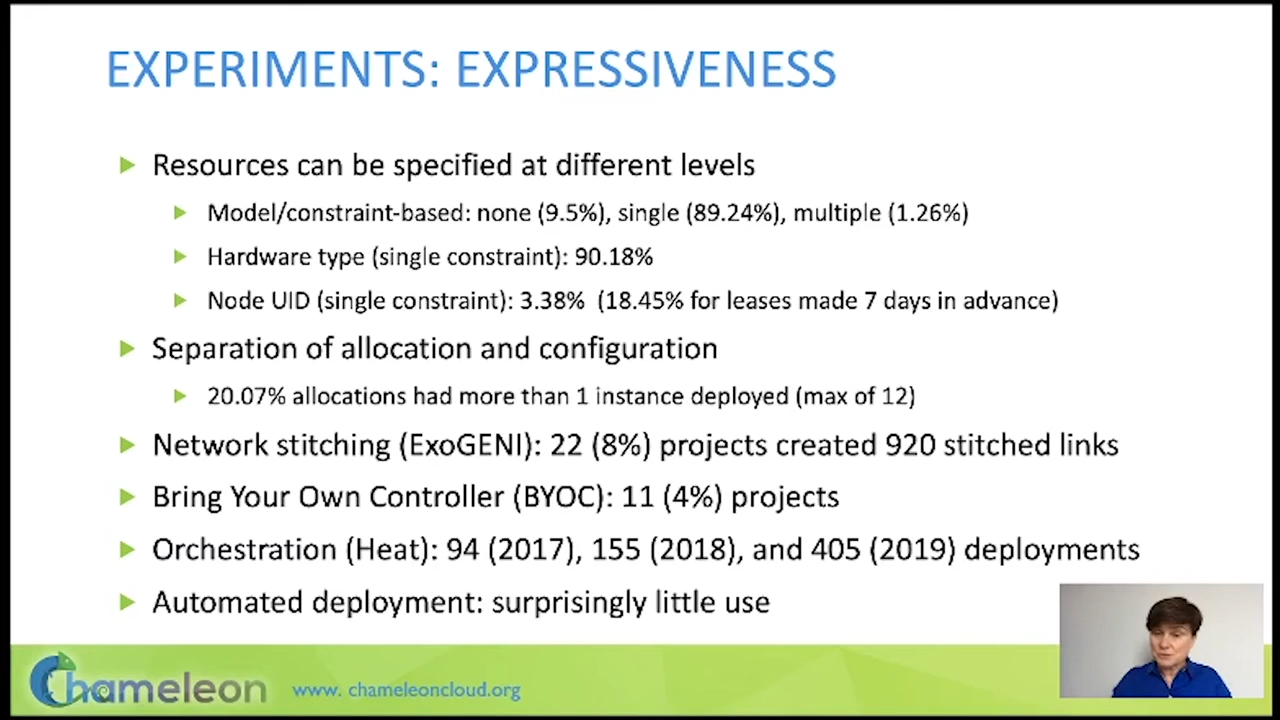 EXPERIMENTS: EXPRESSIVENESS
Resources can be specified at different levels
Model/constraint-based: none (9.5%), single (89.24%), multiple (1.26%)
Hardware type (single constraint): 90.18%
Node UID (single constraint): 3.38%  (18.45% for leases made 7 days in advance)
Separation of allocation and configuration
20.07% allocations had more than 1 instance deployed (max of 12)
Network stitching (ExoGENI): 22 (8%) projects created 920 stitched links
Bring Your Own Controller (BYOC): 11 (4%) projects
Orchestration (Heat): 94 (2017), 155 (2018), and 405 (2019) deployments
Automated deployment: surprisingly little use
Chameleon www. chameleoncloud.org